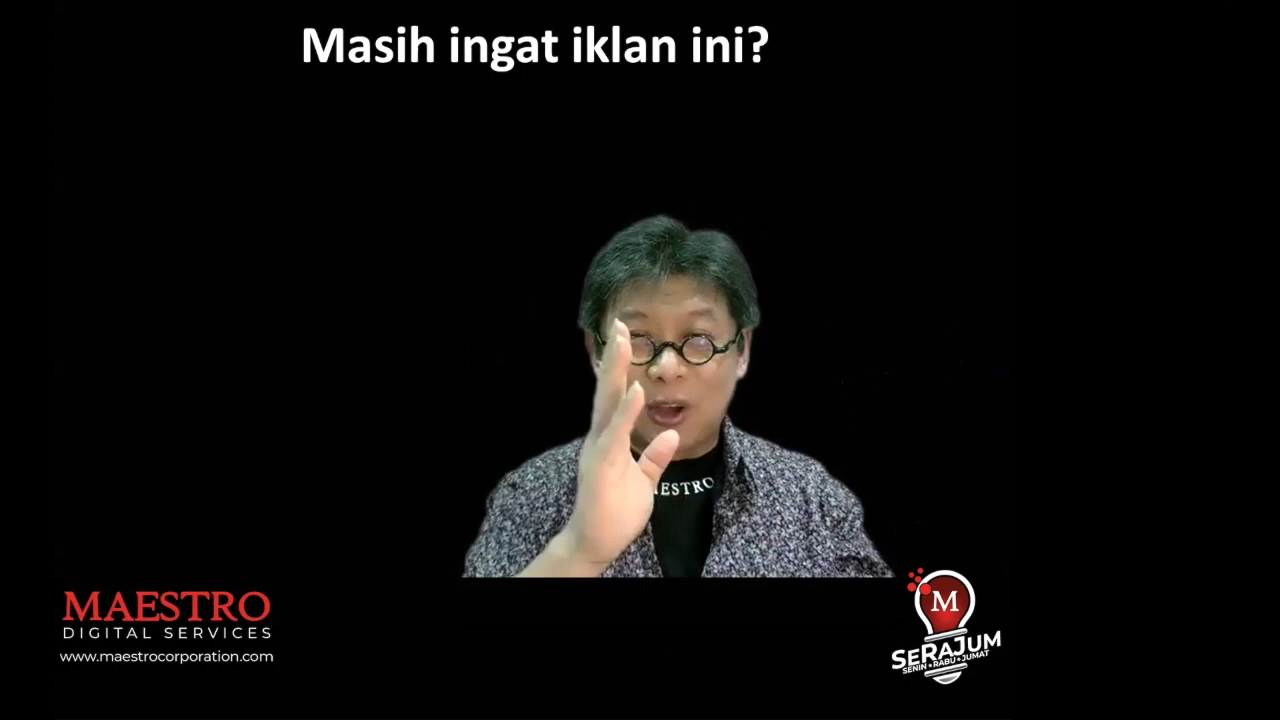 Masih ingat iklan ini?
ESTRO
MAESTRO
DIGITAL SERVICES
www.maestrocorporation.com
M
SERAJUM
SENIN • RABU • JUMAT